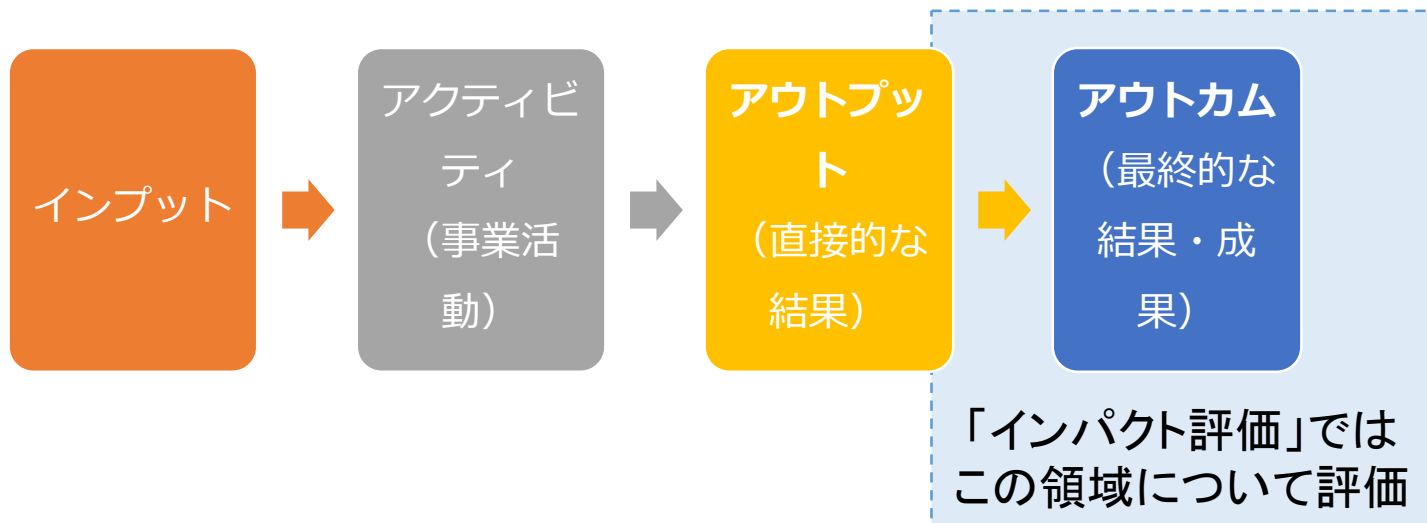 インプット
アクティビ
ティ
（事業活
動）
アウトプッ
ト
（直接的な
結果）
アウトカム
（最終的な
結果・成
果）
「インパクト評価」では
この領域について評価